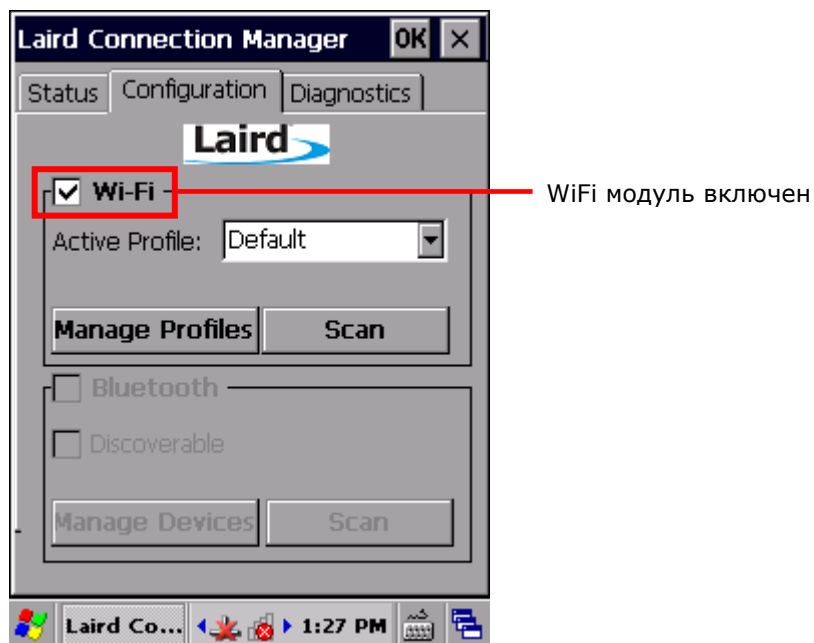 Laird Connection Manager OK
Status Configuration Diagnostics
Laird
Wi-Fi
WiFi модуль включен
Active Profile: Default
Manage Profiles Scan
Bluetooth
Discoverable
Manage Devices Scan
Laird Co... 1:27 PM